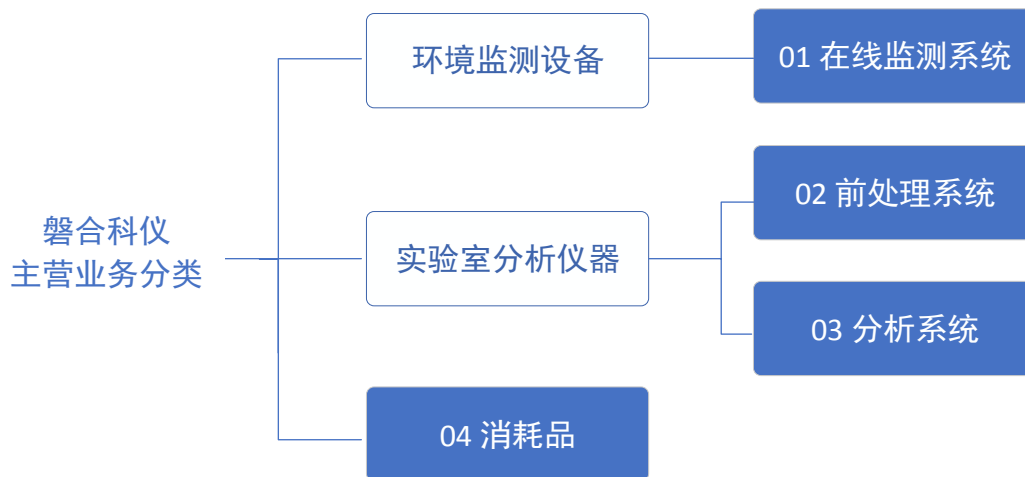 环境监测设备
01 在线监测系统
02 前处理系统
磐合科仪
主营业务分类
实验室分析仪器
03 分析系统
04 消耗品